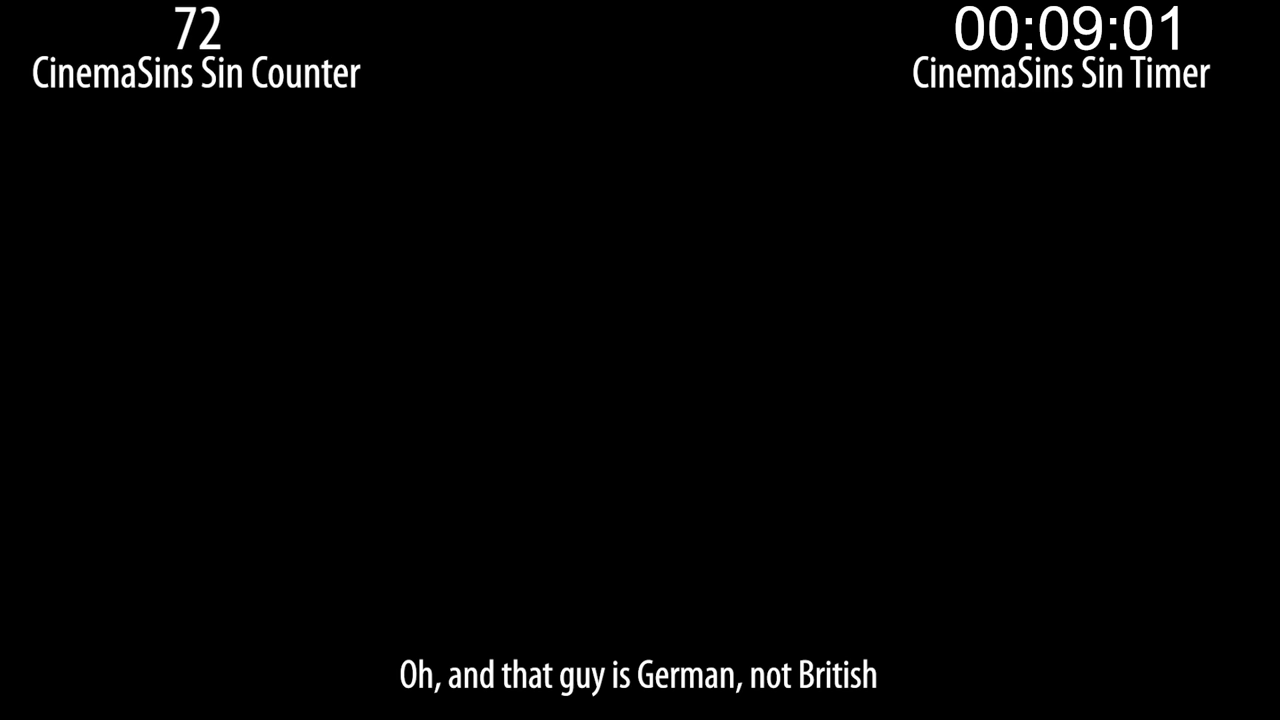 72
CinemaSins Sin Counter
00:09:01
CinemaSins Sin Timer
Oh, and that guy is German, not British